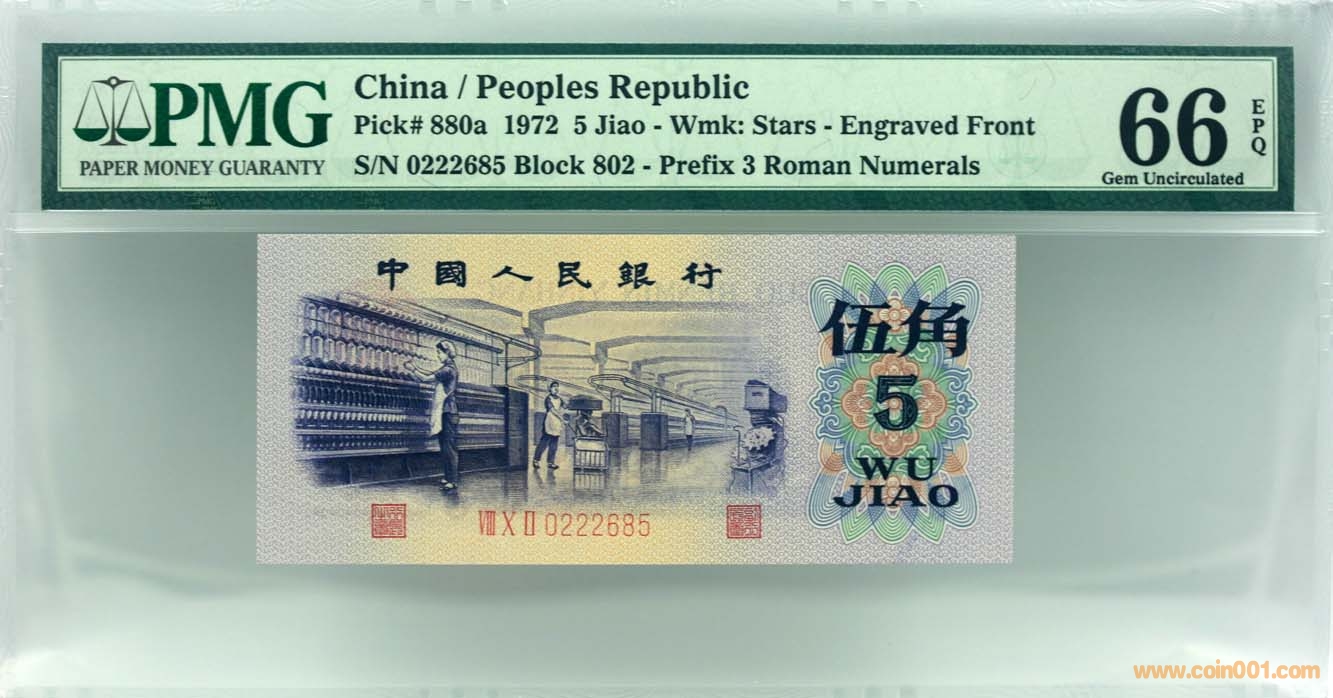 PMG
PAPER MONEY GUARANTY
China / Peoples Republic
Pick# 880a 1972 5 Jiao - Wmk: Stars - Engraved Front
S/N 0222685 Block 802 - Prefix 3 Roman Numerals
66
EPQ
Gem Uncirculated
中國人民銀行
伍角
5
WU
JIAO
VIII X II 0222685
www.coin001.com